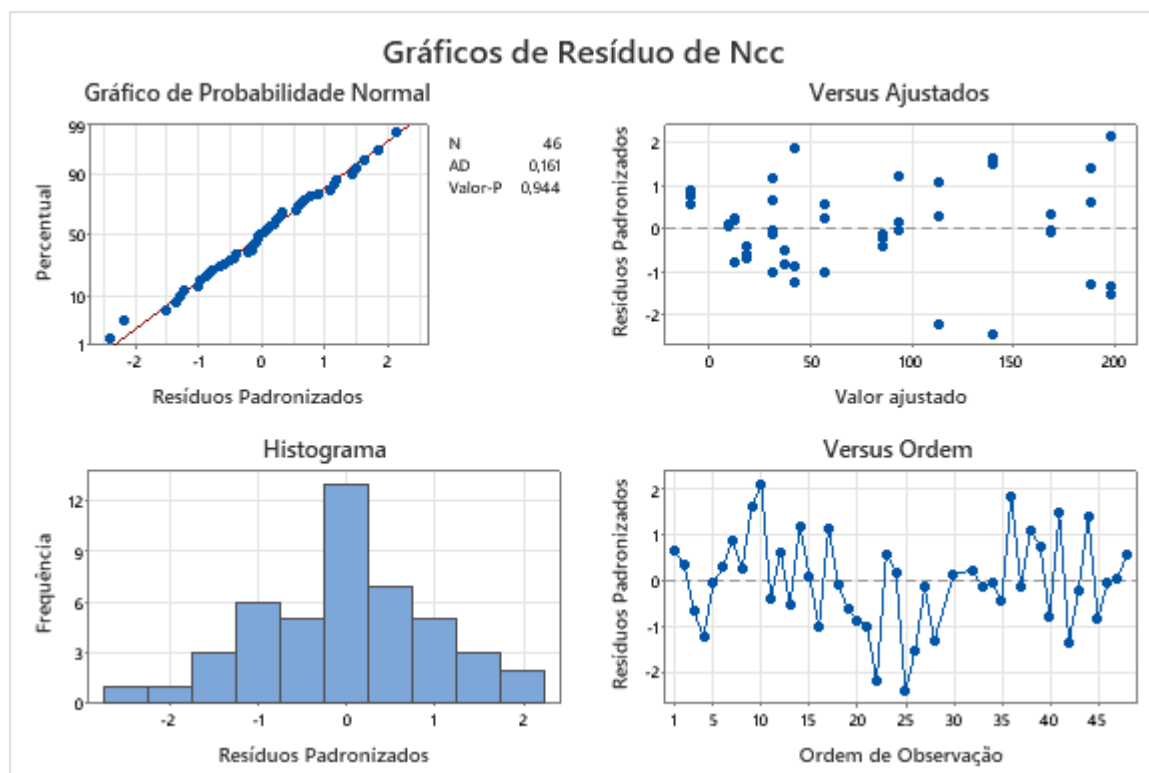 Gráficos de Resíduo de Ncc
Gráfico de Probabilidade Normal
99
90
50
10
1
Percentual
-2 -1 0 1 2
Resíduos Padronizados
N 46
AD 0,161
Valor-P 0,944
Versus Ajustados
2
1
0
-1
-2
Resíduos Padronizados
0 50 100 150 200
Valor ajustado
Histograma
12
9
6
3
0
Frequência
-2 -1 0 1 2
Resíduos Padronizados
Versus Ordem
2
1
0
-1
-2
Resíduos Padronizados
1 5 10 15 20 25 30 35 40 45
Ordem de Observação